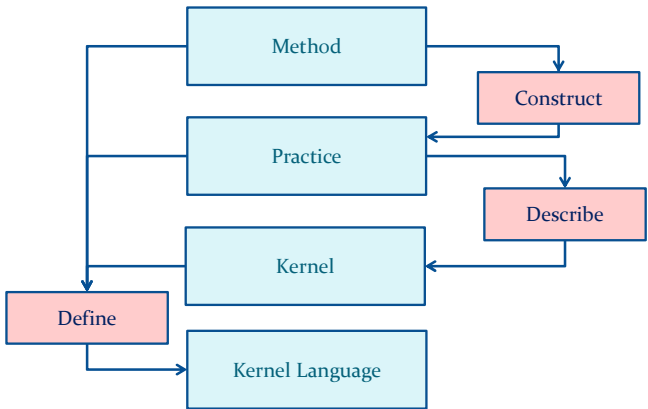 Method
Construct
Practice
Describe
Kernel
Define
Kernel Language